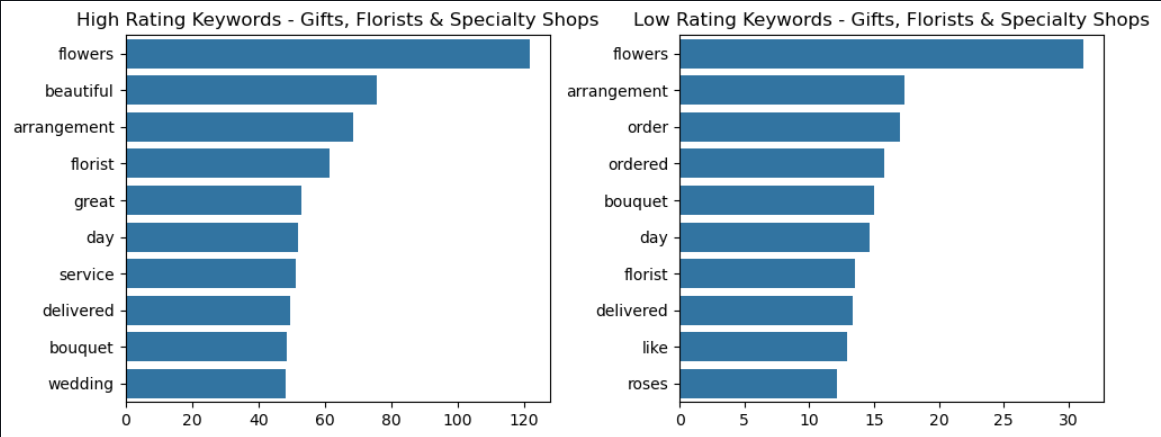 High Rating Keywords - Gifts, Florists & Specialty Shops
flowers
beautiful
arrangement
florist
great
day
service
delivered
bouquet
wedding
0 20 40 60 80 100 120
Low Rating Keywords - Gifts, Florists & Specialty Shops
flowers
arrangement
order
ordered
bouquet
day
florist
delivered
like
roses
0 5 10 15 20 25 30